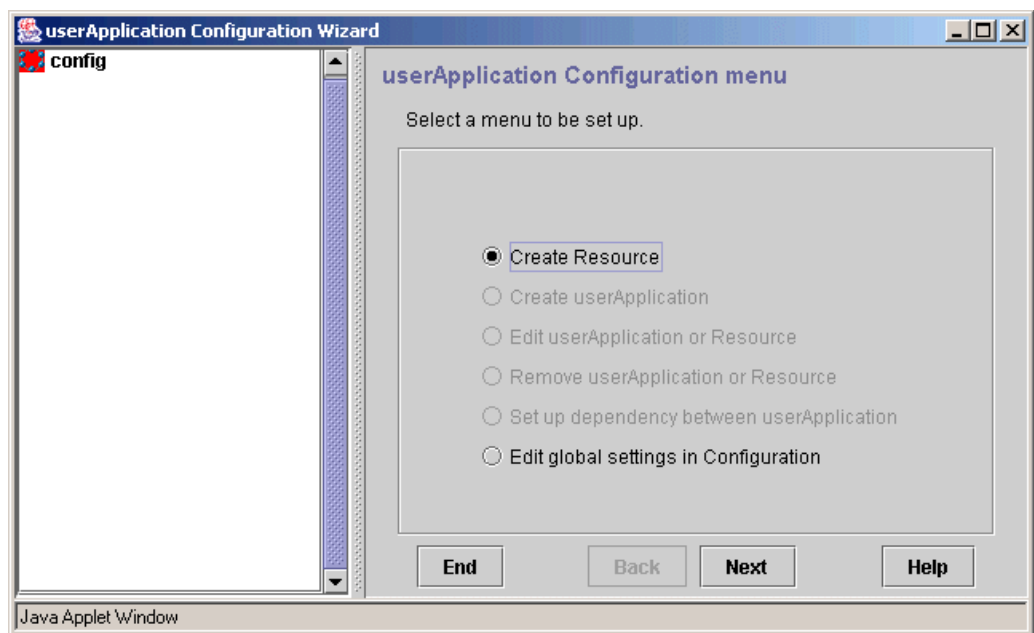 userApplication Configuration Wizard
config
userApplication Configuration menu
Select a menu to be set up.
Create Resource
Create userApplication
Edit userApplication or Resource
Remove userApplication or Resource
Set up dependency between userApplication
Edit global settings in Configuration
End Back Next Help
Java Applet Window